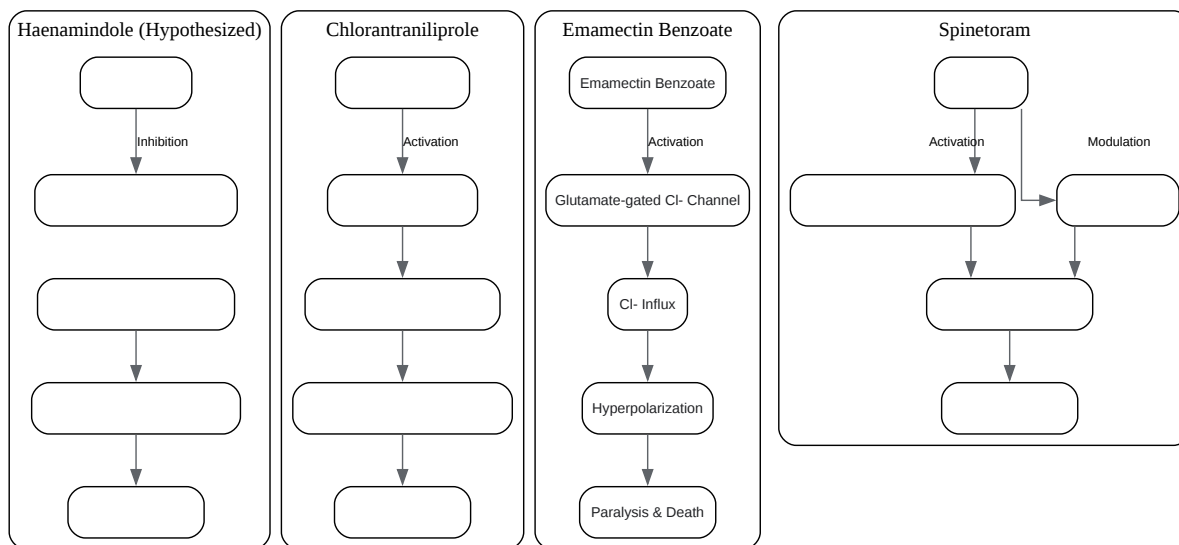 Haenamindole (Hypothesized)
Inhibition
Chlorantraniliprole
Activation
Emamectin Benzoate
Emamectin Benzoate
Activation
Glutamate-gated Cl- Channel
Cl- Influx
Hyperpolarization
Paralysis & Death
Spinetoram
Activation
Modulation